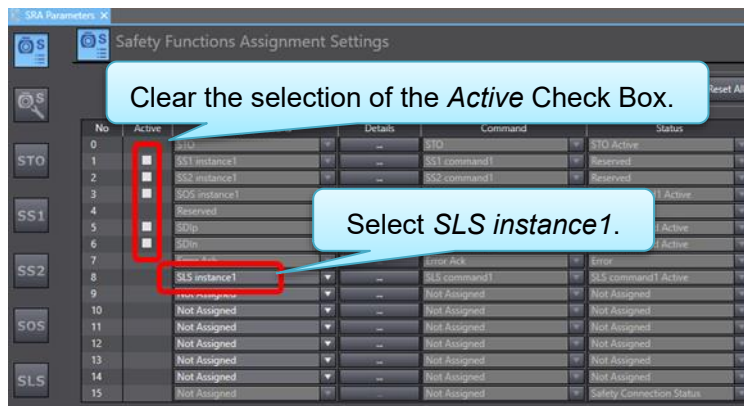 SRA Parameters ×
Safety Functions Assignment Settings
Clear the selection of the Active Check Box.
Reset All
No Active Details Command Status
0 STO ... STO STO Active
1 SS1 instance1 ... SS1 command1 Reserved
2 SS2 instance1 ... SS2 command1 Reserved
3 SOS instance1 Active
4 Reserved
5 SDIp Active
6 SDIn Active
7 Error Ack Error Ack Error
8 SLS instance1 ... SLS command1 SLS command1 Active
9 Not Assigned ... Not Assigned Not Assigned
10 Not Assigned ... Not Assigned Not Assigned
11 Not Assigned ... Not Assigned Not Assigned
12 Not Assigned ... Not Assigned Not Assigned
13 Not Assigned ... Not Assigned Not Assigned
14 Not Assigned ... Not Assigned Not Assigned
15 Not Assigned ... Not Assigned Safety Connection Status
Select SLS instance1.
S
S
S
STO
SS1
SS2
SOS
SLS